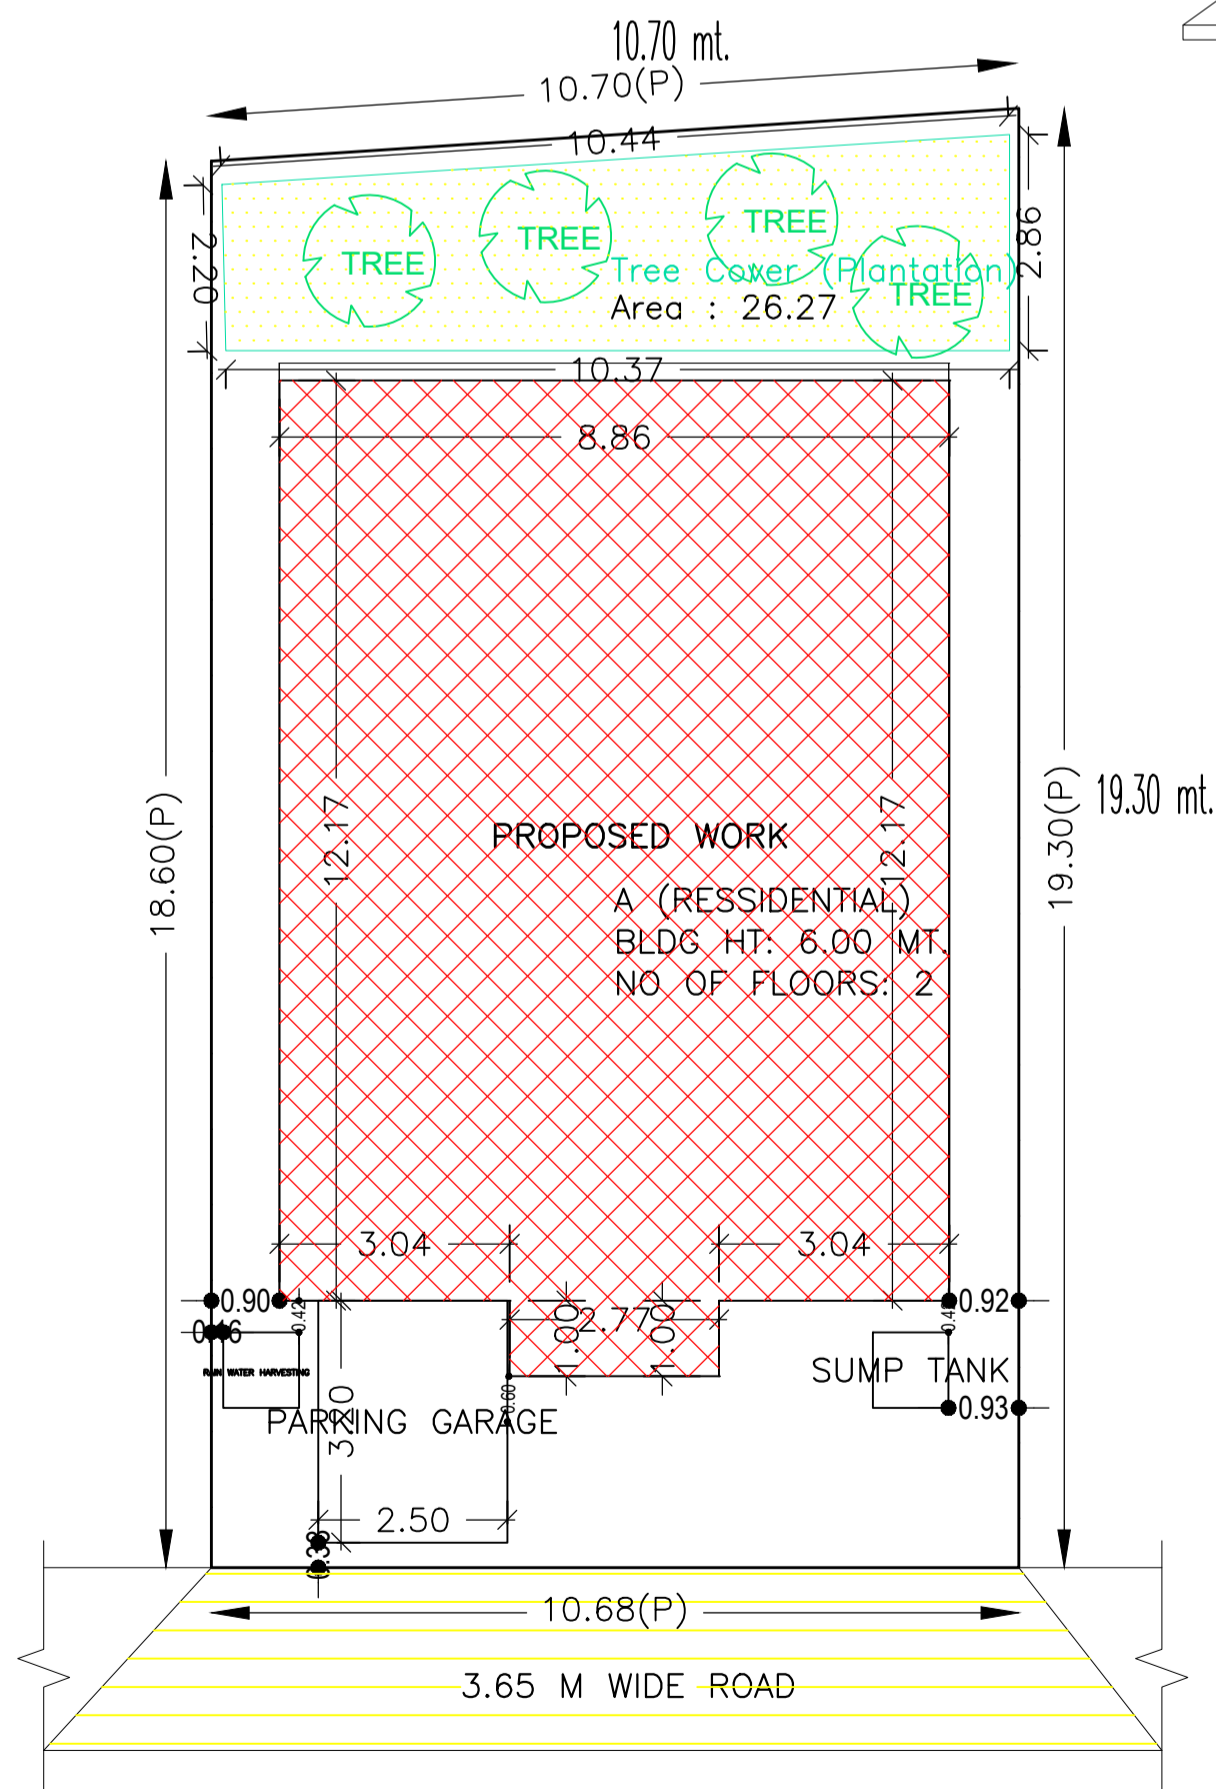 10.70 mt.
10.70(P)
10.44
2.20
2.86
TREE
TREE
TREE
TREE
Tree Cover (Plantation)
Area : 26.27
10.37
8.86
12.17
12.17
18.60(P)
19.30(P)
19.30 mt.
PROPOSED WORK
A (RESSIDENTIAL)
BLDG HT: 6.00 MT.
NO OF FLOORS: 2
3.04
3.04
0.90
0.42
0.92
1.00
2.77
1.00
RAIN WATER HARVESTING
SUMP TANK
0.60
0.93
PARKING GARAGE
3.20
2.50
10.68(P)
3.65 M WIDE ROAD